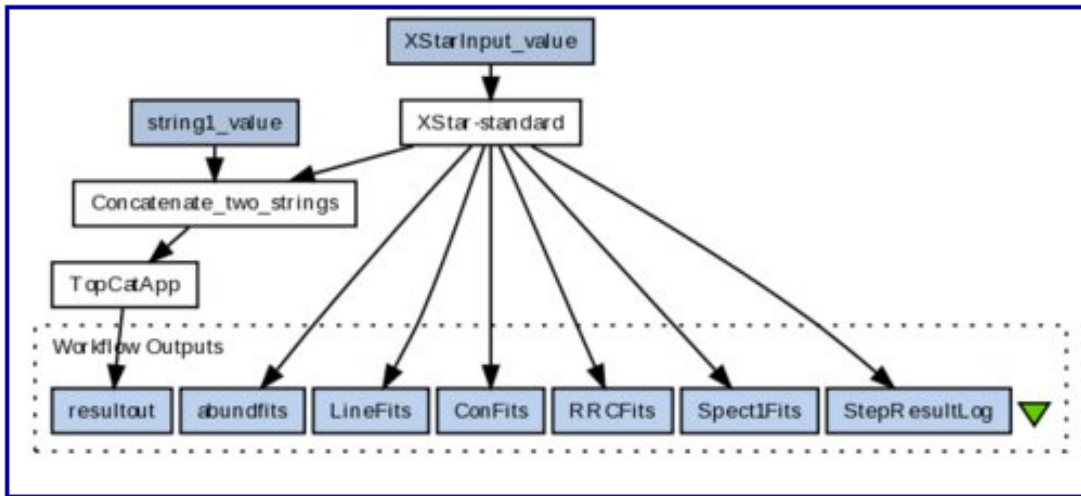 XStarInput_value
string1_value
XStar-standard
Concatenate_two_strings
TopCatApp
Workflow Outputs
resultout
abundfits
LineFits
ConFits
RRCFits
Spect1Fits
StepResultLog